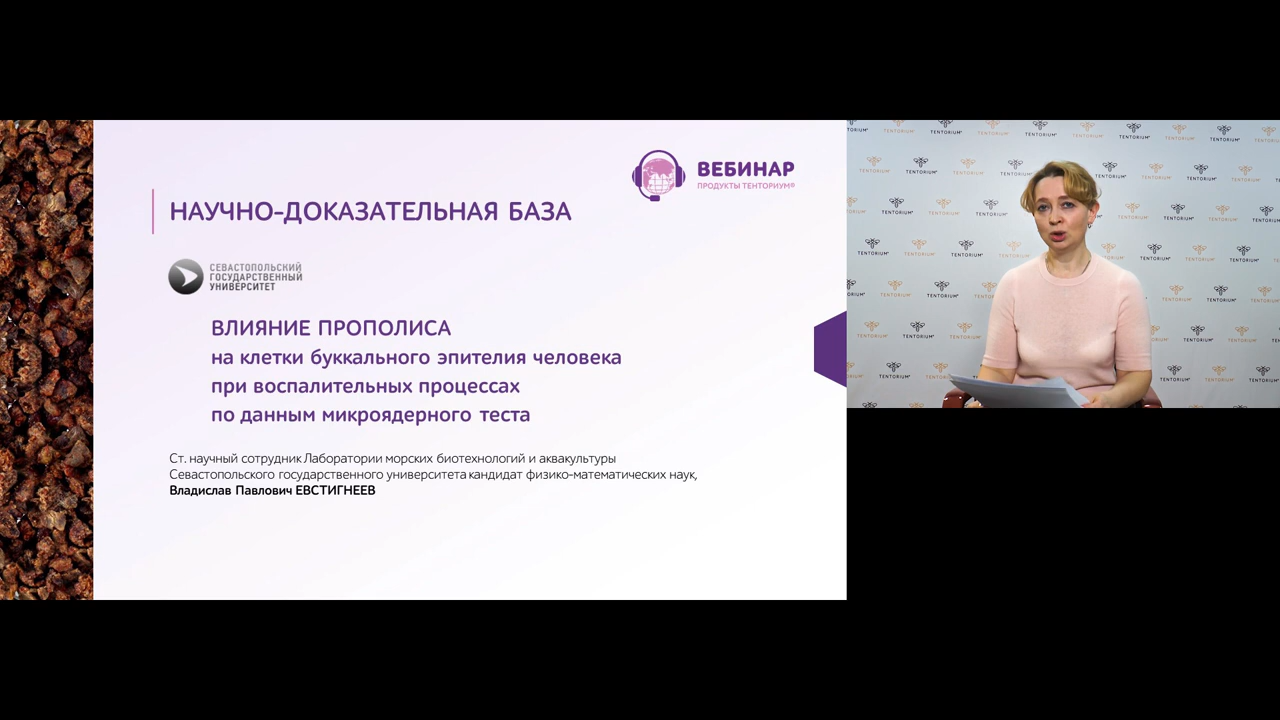 ВЕБИНАР
ПРОДУКТЫ ТЕНТОРИУМ®
НАУЧНО-ДОКАЗАТЕЛЬНАЯ БАЗА
СЕВАСТОПОЛЬСКИЙ
ГОСУДАРСТВЕННЫЙ
УНИВЕРСИТЕТ
ВЛИЯНИЕ ПРОПОЛИСА
на клетки буккального эпителия человека
при воспалительных процессах
по данным микроядерного теста
Ст. научный сотрудник Лаборатории морских биотехнологий и аквакультуры
Севастопольского государственного университета кандидат физико-математических наук,
Владислав Павлович ЕВСТИГНЕЕВ
TENTORIUM®